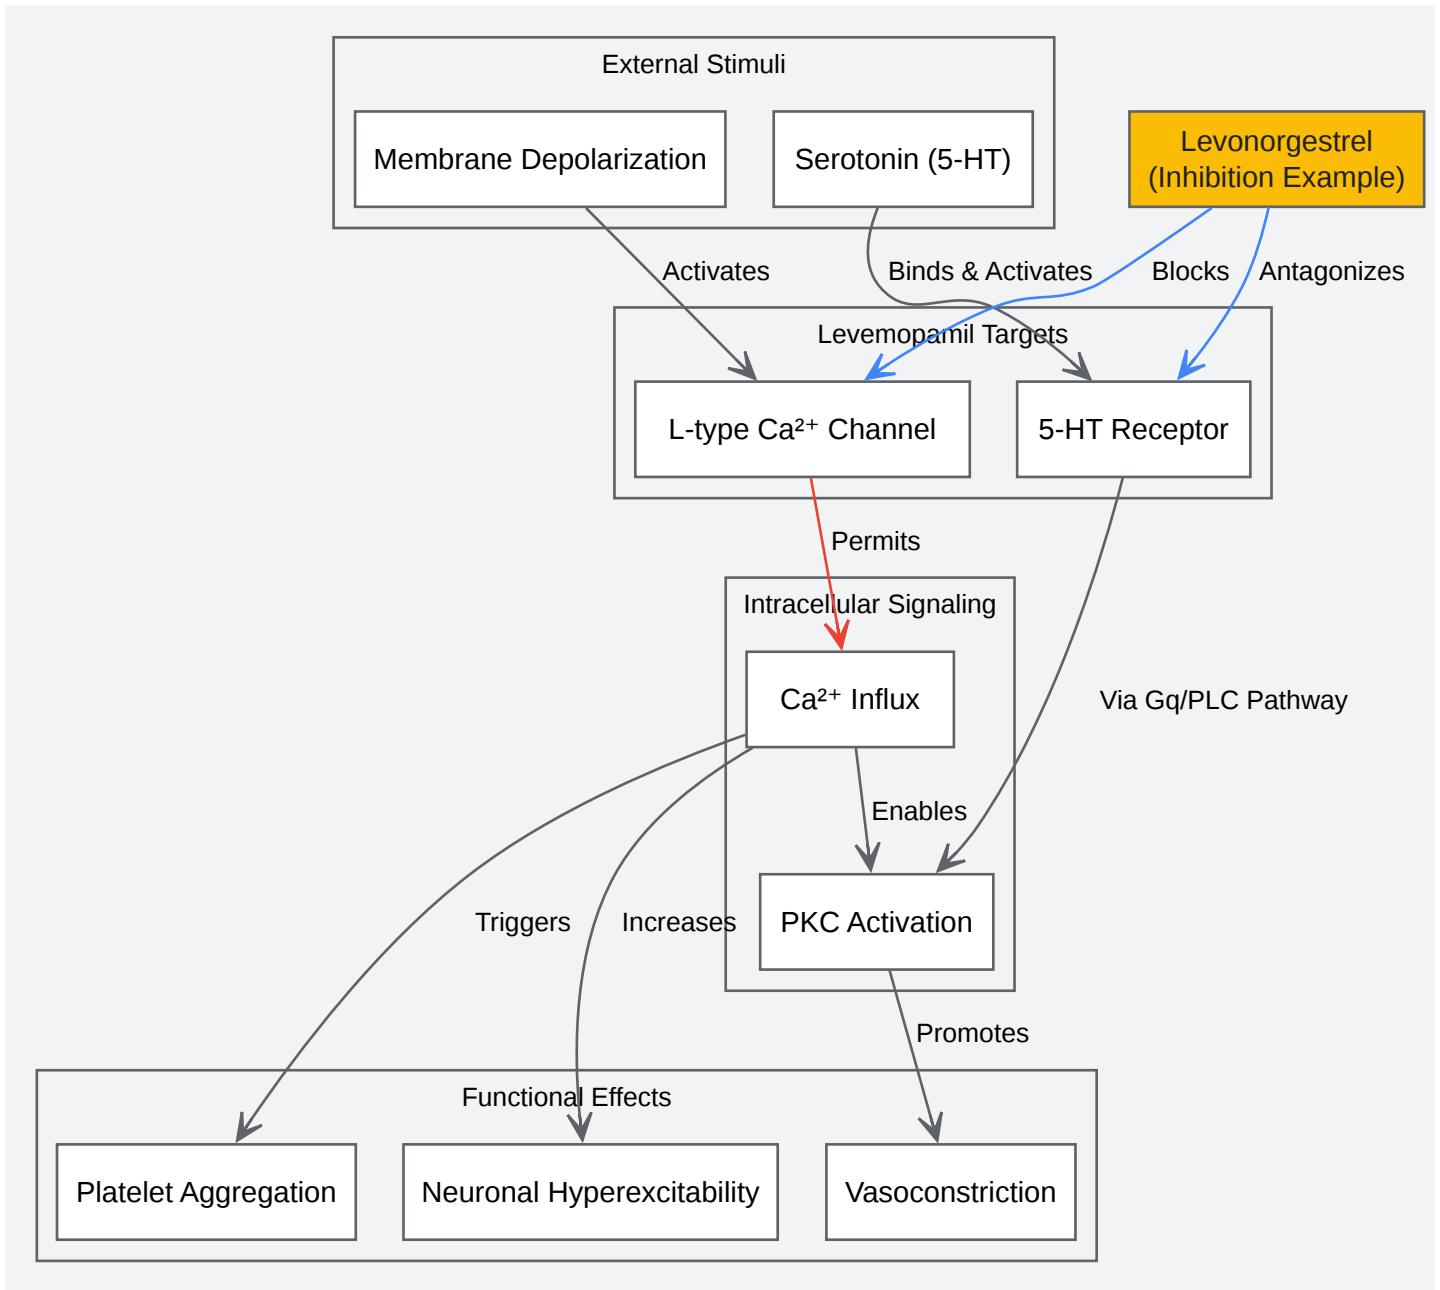 External Stimuli
Membrane Depolarization
Serotonin (5-HT)
Levonorgestrel
(Inhibition Example)
Activates
Binds & Activates
Blocks
Antagonizes
Levemopamil Targets
L-type Ca²⁺ Channel
5-HT Receptor
Permits
Intracellular Signaling
Ca²⁺ Influx
Via Gq/PLC Pathway
Enables
Triggers
Increases
PKC Activation
Promotes
Functional Effects
Platelet Aggregation
Neuronal Hyperexcitability
Vasoconstriction